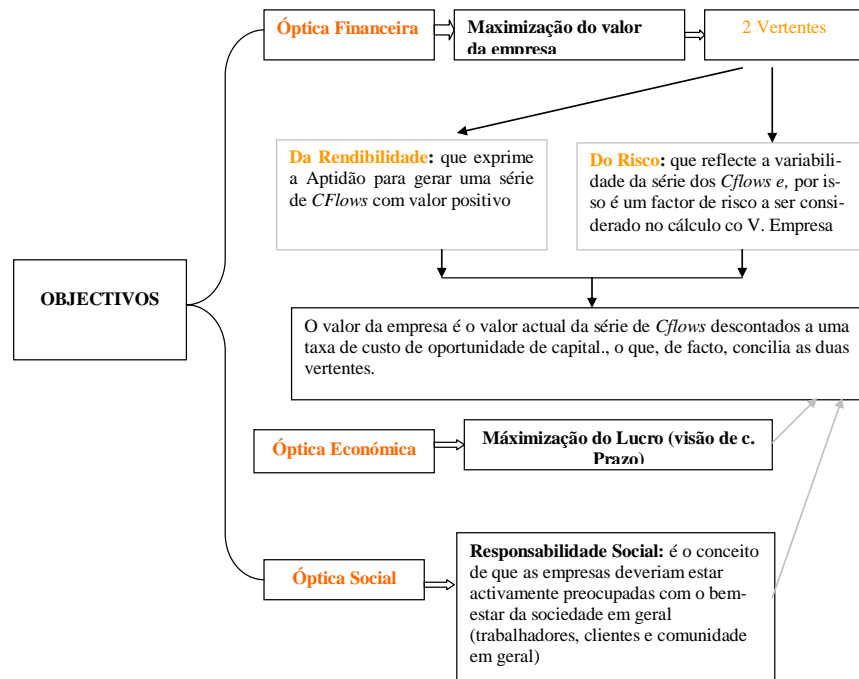 Óptica Financeira
Maximização do valor
da empresa
2 Vertentes
Da Rendibilidade: que exprime
a Aptidão para gerar uma série
de CFlows com valor positivo
Do Risco: que reflecte a variabili-
dade da série dos Cflows e, por is-
so é um factor de risco a ser consi-
derado no cálculo co V. Empresa
OBJECTIVOS
O valor da empresa é o valor actual da série de Cflows descontados a uma
taxa de custo de oportunidade de capital., o que, de facto, concilia as duas
vertentes.
Óptica Económica
Máximização do Lucro (visão de c.
Prazo)
Óptica Social
Responsabilidade Social: é o conceito
de que as empresas deveriam estar
activamente preocupadas com o bem-
estar da sociedade em geral
(trabalhadores, clientes e comunidade
em geral)